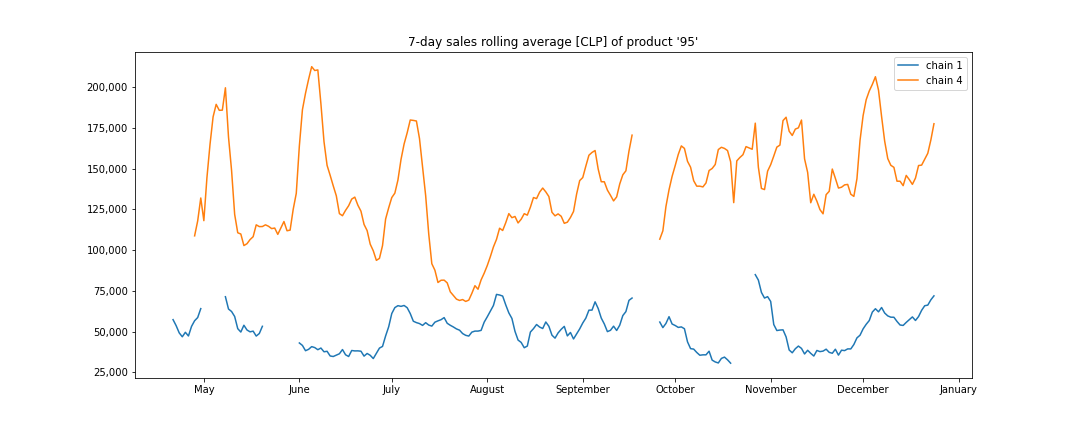 7-day sales rolling average [CLP] of product '95'
chain 1
chain 4
200,000
175,000
150,000
125,000
100,000
75,000
50,000
25,000
May June July August September October November December January